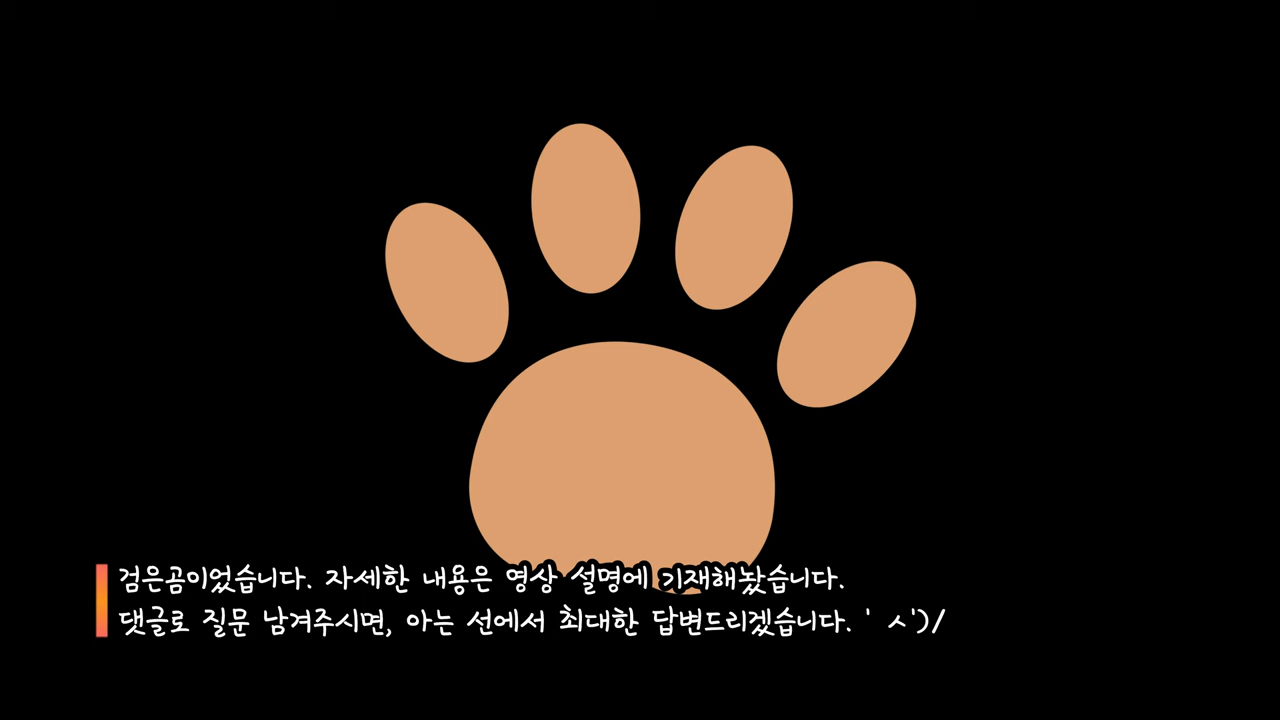 검은곰이었습니다. 자세한 내용은 영상 설명에 기재해놨습니다.
댓글로 질문 남겨주시면, 아는 선에서 최대한 답변드리겠습니다. ' ㅅ')/